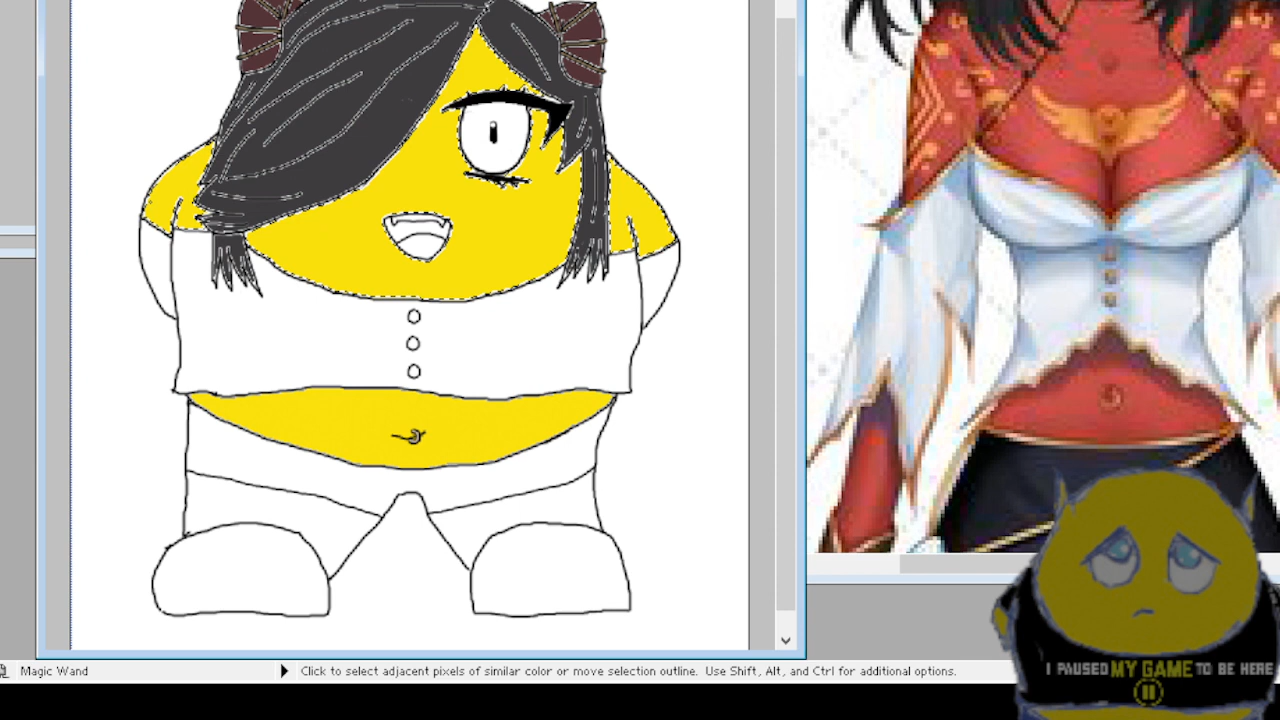 I PAUSED MY GAME TO BE HERE
Magic Wand
Click to select adjacent pixels of similar color or move selection outline. Use Shift, Alt, and Ctrl for additional options.